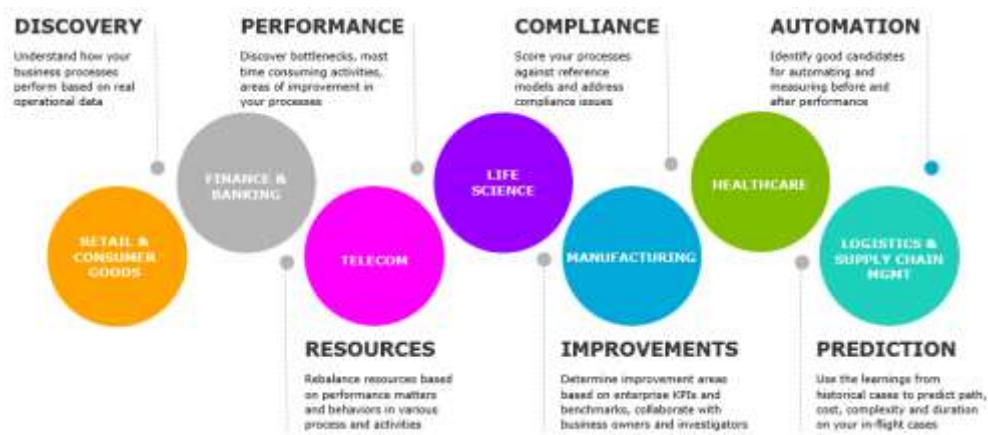 DISCOVERY
Understand how your
business processes
perform based on real
operational data
PERFORMANCE
Discover bottlenecks, most
time consuming activities,
areas of improvement in
your processes
COMPLIANCE
Score your processes
against reference
models and address
compliance issues
AUTOMATION
Identify good candidates
for automating and
measuring before and
after performance
RETAIL &
CONSUMER
GOODS
FINANCE &
BANKING
TELECOM
LIFE
SCIENCE
MANUFACTURING
HEALTHCARE
LOGISTICS &
SUPPLY CHAIN
MGMT
RESOURCES
Rebalance resources based
on performance matters
and behaviors in various
process and activities
IMPROVEMENTS
Determine improvement areas
based on enterprise KPIs and
benchmarks, collaborate with
business owners and investigators
PREDICTION
Use the learnings from
historical cases to predict path,
cost, complexity and duration
on your in-flight cases